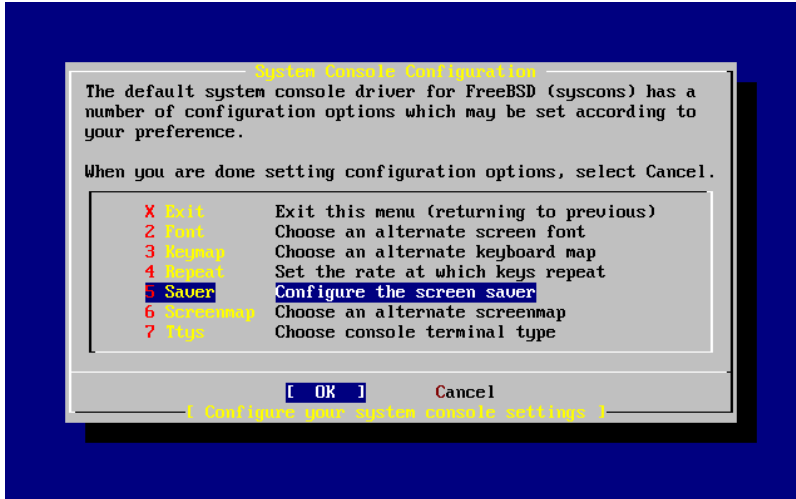 System Console Configuration
The default system console driver for FreeBSD (syscons) has a
number of configuration options which may be set according to
your preference.
When you are done setting configuration options, select Cancel.
X Exit Exit this menu (returning to previous)
2 Font Choose an alternate screen font
3 Keymap Choose an alternate keyboard map
4 Repeat Set the rate at which keys repeat
5 Saver Configure the screen saver
6 Screenmap Choose an alternate screenmap
7 Ttys Choose console terminal type
[ OK ] Cancel
[ Configure your system console settings ]